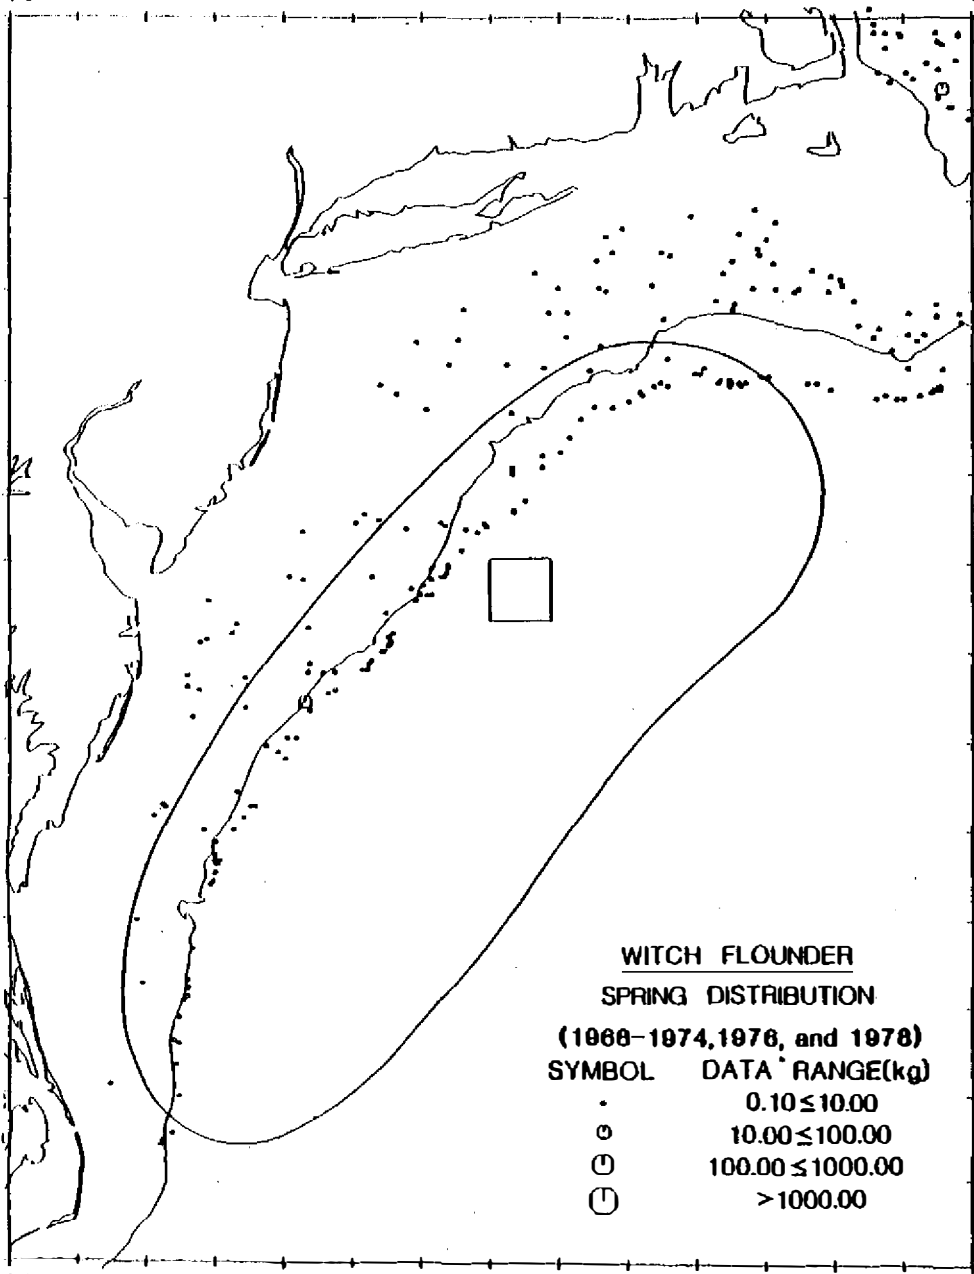 WITCH FLOUNDER
SPRING DISTRIBUTION
(1968-1974,1976, and 1978)
SYMBOL DATA RANGE(kg)
0.10≤10.00
10.00≤100.00
100.00≤1000.00
>1000.00